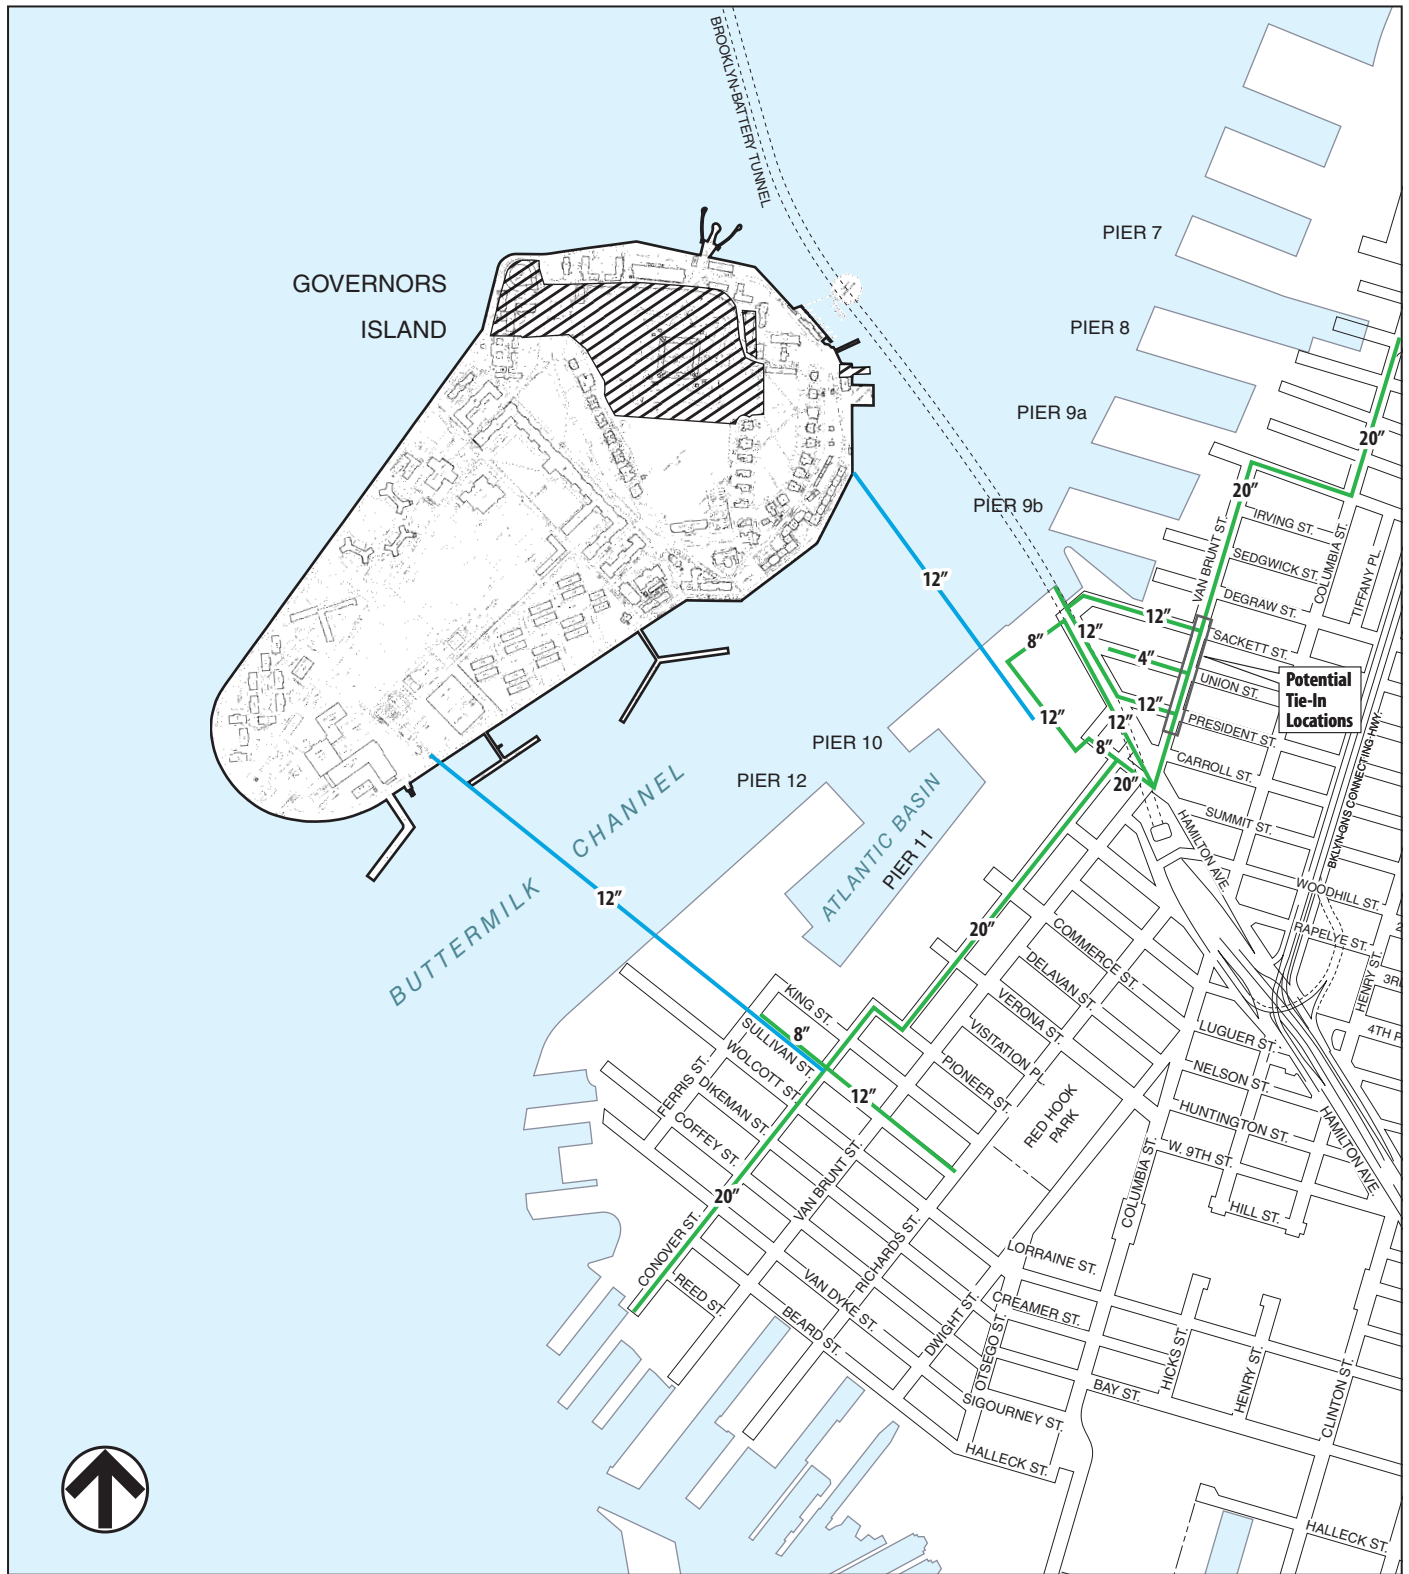 BROOKLYN-BATTERY TUNNEL
PIER 7
GOVERNORS
ISLAND
PIER 8
PIER 9a
20”
20”
PIER 9b
IRVING ST.
COLUMBIA ST.
VAN BRUNT ST.
SEDGWICK ST.
TIFFANY PL.
12”
DEGRAW ST.
12”
12”
SACKETT ST.
8”
4”
UNION ST.
Potential
Tie-In
Locations
12”
12”
12”
PRESIDENT ST.
PIER 10
8”
CARROLL ST.
BKLYN-QNS CONNECTING HWY.
PIER 12
20”
BUTTERMILK CHANNEL
ATLANTIC BASIN
PIER 11
SUMMIT ST.
HAMILTON AVE.
12”
WOODHILL ST.
20”
COMMERCE ST.
RAPELYE ST.
HENRY ST.
DELAVAN ST.
3R
KING ST.
VERONA ST.
8”
SULLIVAN ST.
VISITATION PL.
LUQUER ST.
4TH P
WOLCOTT ST.
PIONEER ST.
NELSON ST.
FERRIS ST.
DIKEMAN ST.
12”
RED HOOK
PARK
HUNTINGTON ST.
HAMILTON AVE.
COFFEY ST.
W. 9TH ST.
20”
VAN BRUNT ST.
COLUMBIA ST.
HILL ST.
CONOVER ST.
RICHARDS ST.
LORRAINE ST.
REED ST.
VAN DYKE ST.
CREAMER ST.
BEARD ST.
DWIGHT ST.
OTSEGO ST.
HICKS ST.
HENRY ST.
CLINTON ST.
BAY ST.
SIGOURNEY ST.
HALLECK ST.
HALLECK ST.